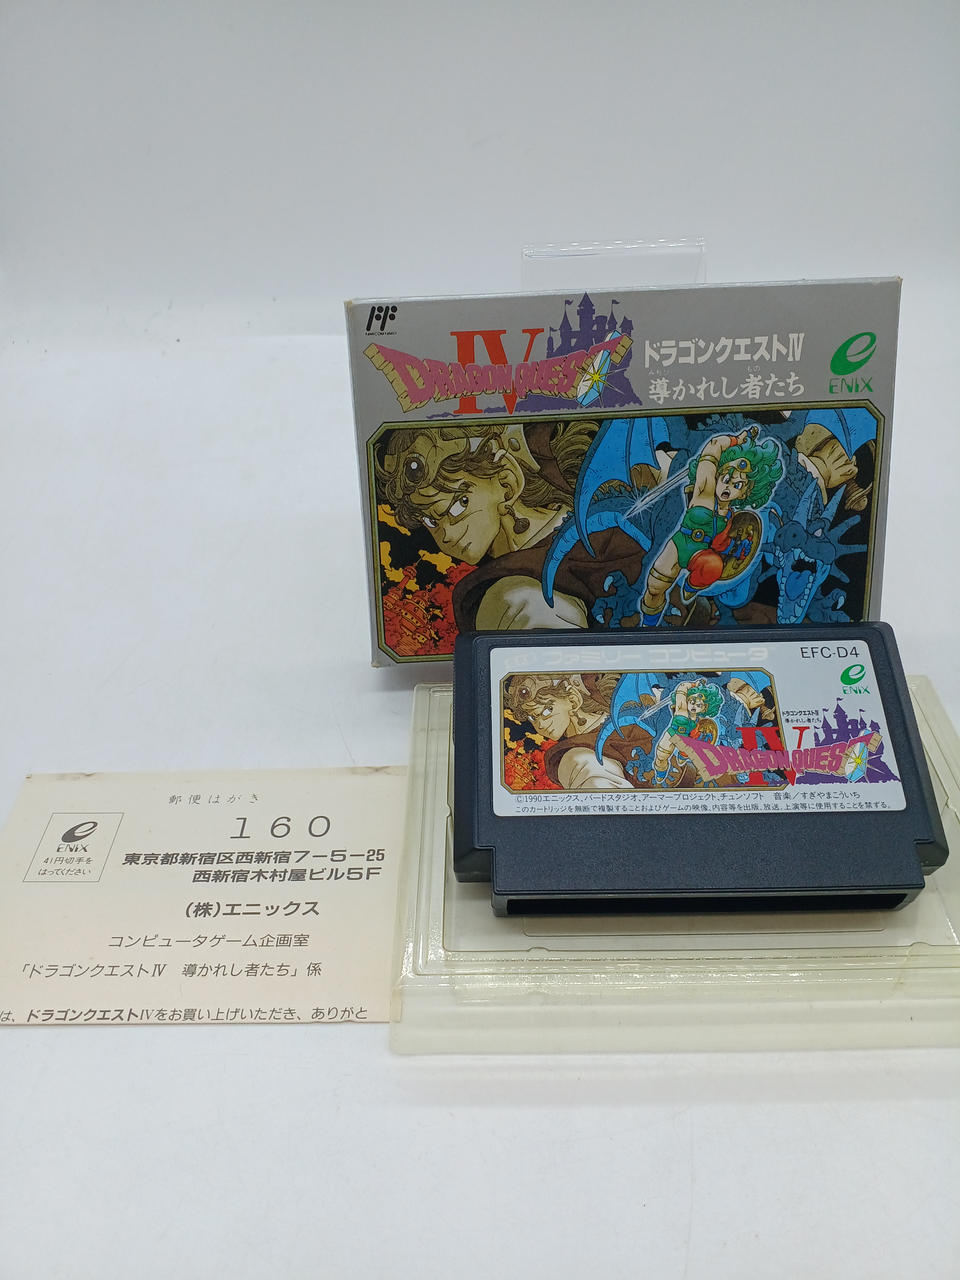 FAMICOM FAMILY
DRAGON QUEST
IV
ドラゴンクエストIV
みちび もの
導かれし者たち
ENIX
ファミリー コンピュータ
EFC-D4
ENIX
ドラゴンクエストIV
導かれし者たち
DRAGON QUEST
IV
©1990エニックス、バードスタジオ、アーマープロジェクト、チュンソフト 音楽/すぎやまこういち
このカートリッジを無断で複製することおよびゲームの映像、内容等を出版、放送、上演等に使用することを禁ずる。
郵便はがき
ENIX
41円切手を
はってください
160
東京都新宿区西新宿7-5-25
西新宿木村屋ビル5F
(株)エニックス
コンピュータゲーム企画室
「ドラゴンクエストIV 導かれし者たち」係
は、ドラゴンクエストIVをお買い上げいただき、ありがと